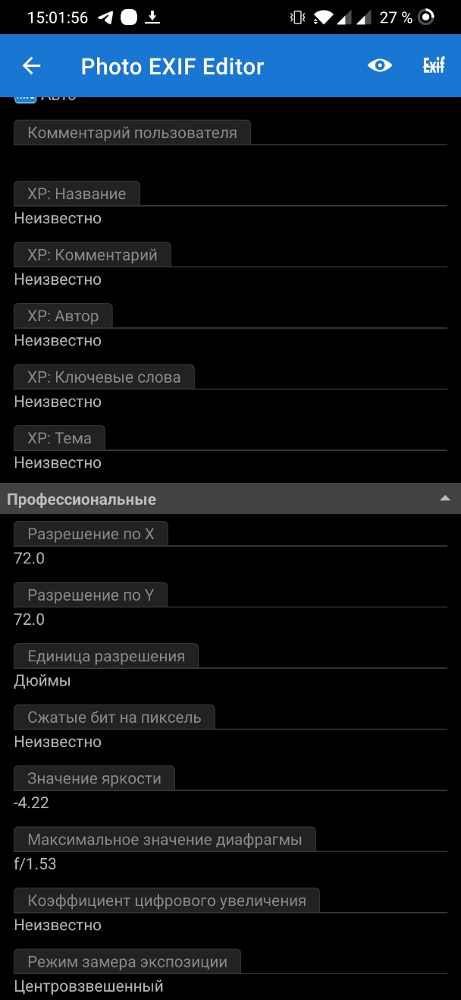 15:01:56
27 %
Photo EXIF Editor
Exif
Авто
Комментарий пользователя
XP: Название
Неизвестно
XP: Комментарий
Неизвестно
XP: Автор
Неизвестно
XP: Ключевые слова
Неизвестно
XP: Тема
Неизвестно
Профессиональные
Разрешение по X
72.0
Разрешение по Y
72.0
Единица разрешения
Дюймы
Сжатые бит на пиксель
Неизвестно
Значение яркости
-4.22
Максимальное значение диафрагмы
f/1.53
Коэффициент цифрового увеличения
Неизвестно
Режим замера экспозиции
Центровзвешенный